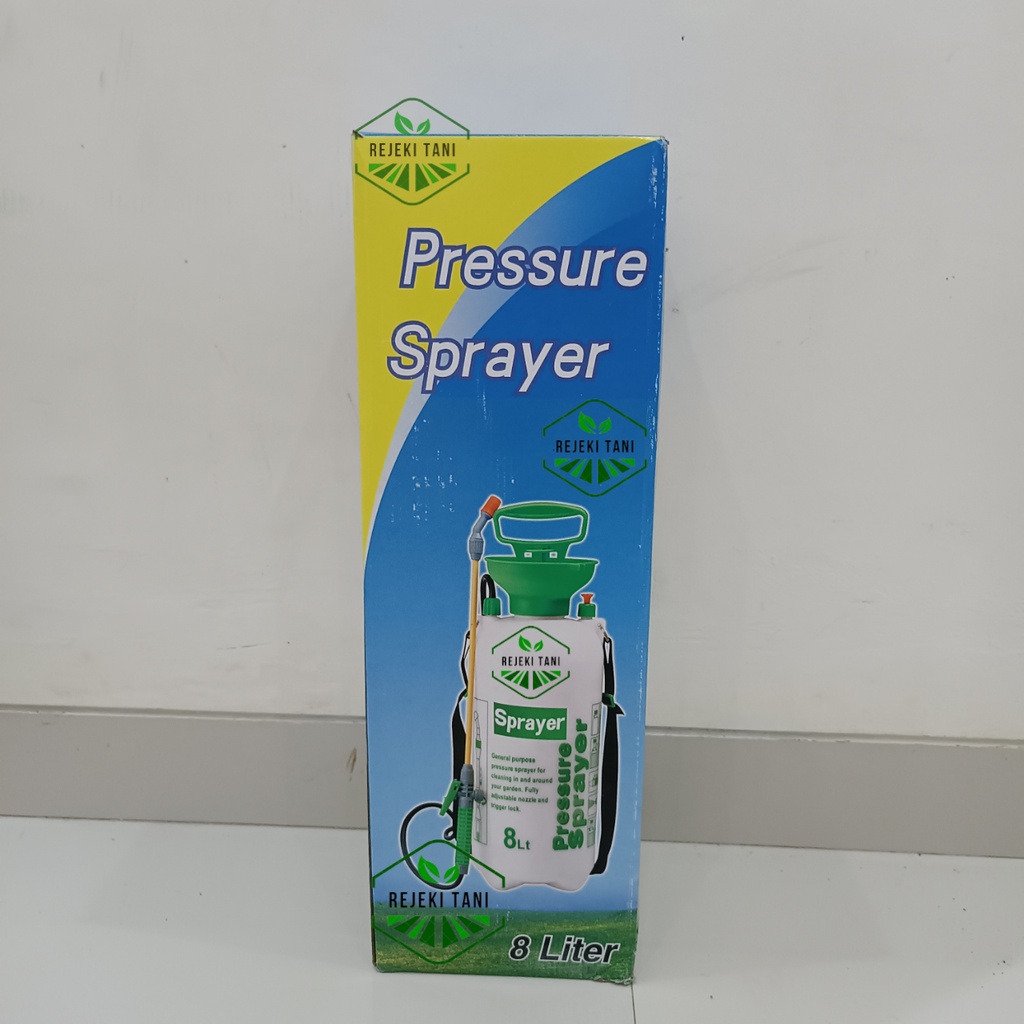 REJEKI TANI
Pressure
Sprayer
REJEKI TANI
REJEKI TANI
Sprayer
General purpose
pressure sprayer for
cleaning in and around
your garden. Fully
adjustable nozzle and
trigger lock.
8Lt
Pressure
Sprayer
REJEKI TANI
8 Liter